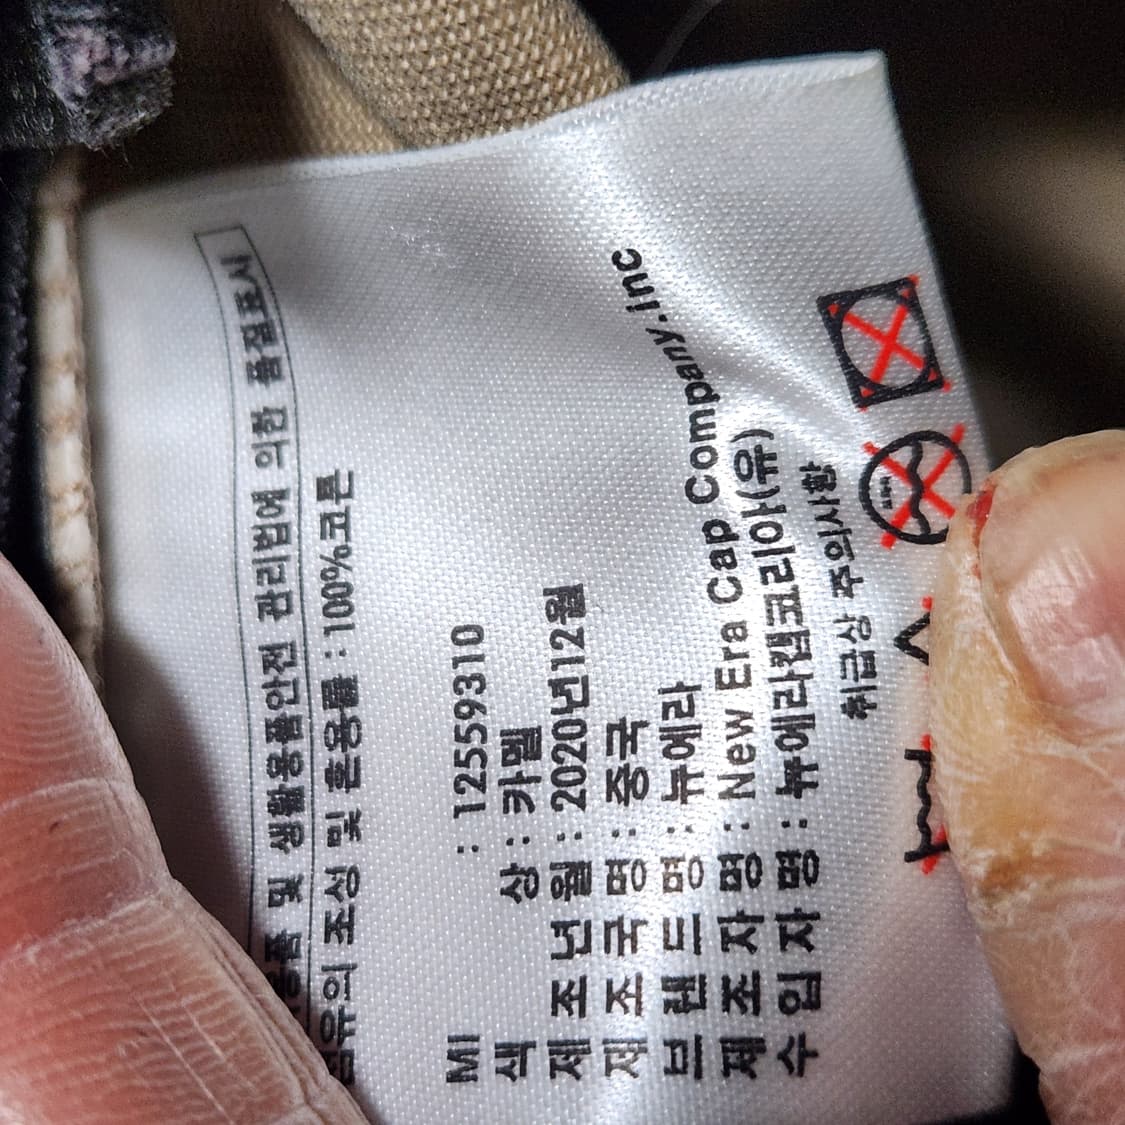 용품 및 생활용품안전 관리법에 의한 품질표시
섬유의 조성 및 혼용률 : 100%코튼
MI : 12559310
색 상 : 카멜
제 조 년 월 : 2020년12월
제 조 국 명 : 중국
브 랜 드 명 : 뉴에라
제 조 자 명 : New Era Cap Company.inc
수 입 자 명 : 뉴에라캡코리아(유)
취급상 주의사항